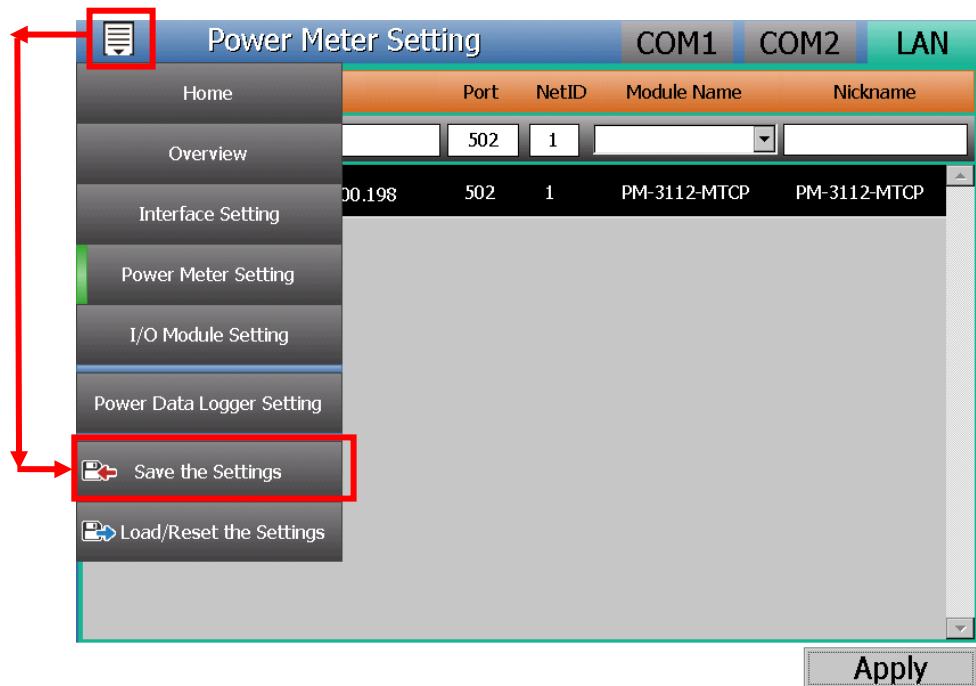 Power Meter Setting COM1 COM2 LAN
Home Port NetID Module Name Nickname
Overview 502 1
00.198 502 1 PM-3112-MTCP PM-3112-MTCP
Interface Setting
Power Meter Setting
I/O Module Setting
Power Data Logger Setting
Save the Settings
Load/Reset the Settings
Apply